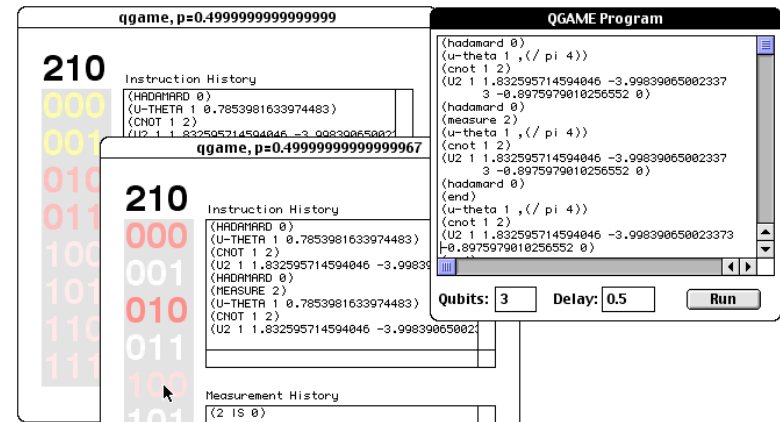 qgame, p=0.4999999999999999
210
000
001
010
011
100
101
110
111
Instruction History
(HADAMARD 0)
(U-THETA 1 0.7853981633974483)
(CNOT 1 2)
(U2 1 1.832595714594046 -3.99839065002?
qgame, p=0.49999999999999967
210
000
001
010
011
100
101
Instruction History
(HADAMARD 0)
(U-THETA 1 0.7853981633974483)
(CNOT 1 2)
(U2 1 1.832595714594046 -3.99839
(HADAMARD 0)
(MEASURE 2)
(U-THETA 1 0.7853981633974483)
(CNOT 1 2)
(U2 1 1.832595714594046 -3.99839065002
Measurement History
(2 IS 0)
QGAME Program
(hadamard 0)
(u-theta 1 ,(/ pi 4))
(cnot 1 2)
(U2 1 1.832595714594046 -3.99839065002337
3 -0.8975979010256552 0)
(hadamard 0)
(measure 2)
(u-theta 1 ,(/ pi 4))
(cnot 1 2)
(U2 1 1.832595714594046 -3.99839065002337
3 -0.8975979010256552 0)
(hadamard 0)
(end)
(u-theta 1 ,(/ pi 4))
(cnot 1 2)
(U2 1 1.832595714594046 -3.998390650023373
-0.8975979010256552 0)
Qubits: 3 Delay: 0.5 Run